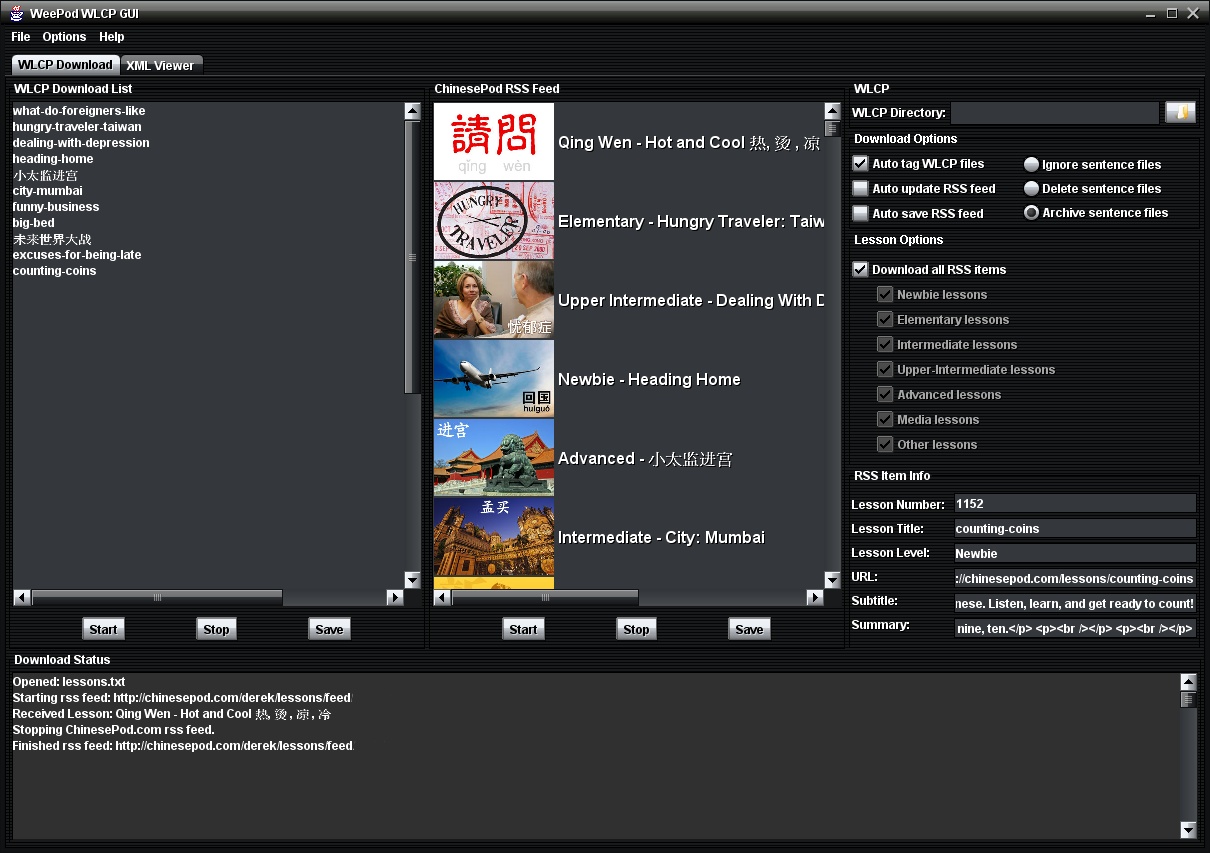 WeePod WLCP GUI
File Options Help
WLCP Download XML Viewer
WLCP Download List
what-do-foreigners-like
hungry-traveler-taiwan
dealing-with-depression
heading-home
小太监进宫
city-mumbai
funny-business
big-bed
未来世界大战
excuses-for-being-late
counting-coins
Start Stop Save
ChinesePod RSS Feed
請問
qǐng wèn
Qing Wen - Hot and Cool 热, 烫 , 凉
HUNGRY
TRAVELER
Elementary - Hungry Traveler: Taiw
忧郁症
Upper Intermediate - Dealing With D
回国
huíguó
Newbie - Heading Home
进宫
Advanced - 小太监进宫
孟买
Intermediate - City: Mumbai
Start Stop Save
WLCP
WLCP Directory:
Download Options
Auto tag WLCP files Ignore sentence files
Auto update RSS feed Delete sentence files
Auto save RSS feed Archive sentence files
Lesson Options
Download all RSS items
Newbie lessons
Elementary lessons
Intermediate lessons
Upper-Intermediate lessons
Advanced lessons
Media lessons
Other lessons
RSS Item Info
Lesson Number: 1152
Lesson Title: counting-coins
Lesson Level: Newbie
URL: ://chinesepod.com/lessons/counting-coins
Subtitle: nese. Listen, learn, and get ready to count!
Summary: nine, ten.</p> <p><br /></p> <p><br /></p>
Download Status
Opened: lessons.txt
Starting rss feed: http://chinesepod.com/derek/lessons/feed
Received Lesson: Qing Wen - Hot and Cool 热, 烫 , 凉 , 冷
Stopping ChinesePod.com rss feed.
Finished rss feed: http://chinesepod.com/derek/lessons/feed